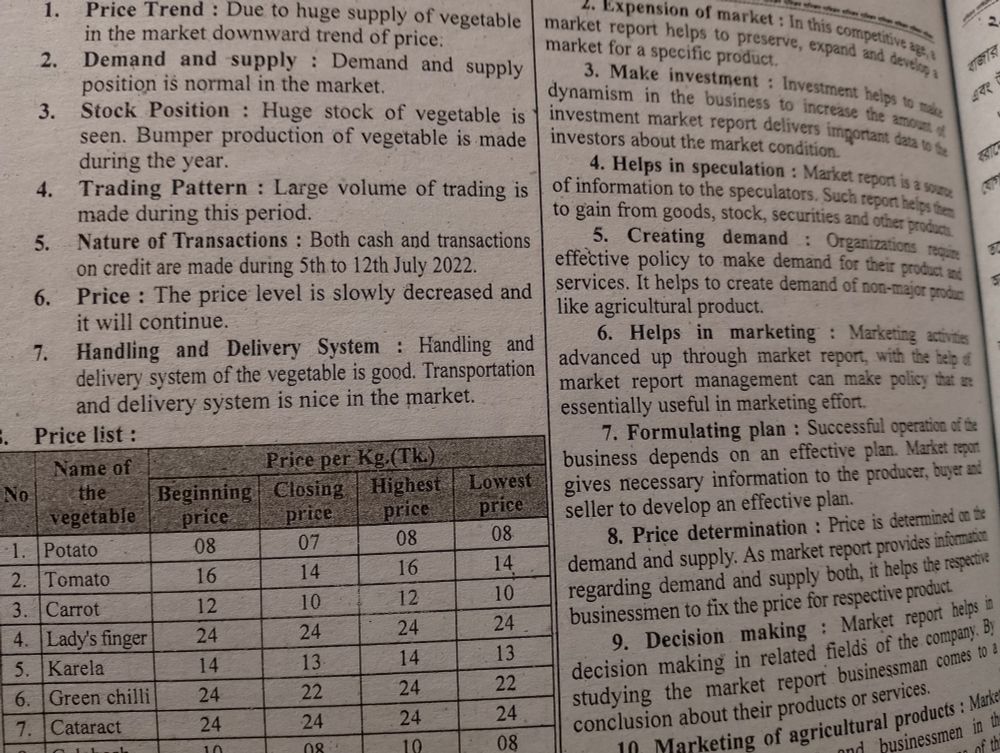 1. Price Trend : Due to huge supply of vegetable
in the market downward trend of price.
2. Demand and supply : Demand and supply
position is normal in the market.
3. Stock Position : Huge stock of vegetable is
seen. Bumper production of vegetable is made
during the year.
4. Trading Pattern : Large volume of trading is
made during this period.
5. Nature of Transactions : Both cash and transactions
on credit are made during 5th to 12th July 2022.
6. Price : The price level is slowly decreased and
it will continue.
7. Handling and Delivery System : Handling and
delivery system of the vegetable is good. Transportation
and delivery system is nice in the market.
Price list :
No Name of the vegetable Price per Kg.(Tk.)
Beginning price Closing price Highest price Lowest price
1. Potato 08 07 08 08
2. Tomato 16 14 16 14
3. Carrot 12 10 12 10
4. Lady's finger 24 24 24 24
5. Karela 14 13 14 13
6. Green chilli 24 22 24 22
7. Cataract 24 24 24 24
10 08 10 08
2. Expension of market : In this competitive age, a
market report helps to preserve, expand and develop a
market for a specific product.
3. Make investment : Investment helps to make
dynamism in the business to increase the amount of
investment market report delivers important data to the
investors about the market condition.
4. Helps in speculation : Market report is a source
of information to the speculators. Such report helps them
to gain from goods, stock, securities and other products.
5. Creating demand : Organizations require
effective policy to make demand for their product and
services. It helps to create demand of non-major product
like agricultural product.
6. Helps in marketing : Marketing activities
advanced up through market report, with the help of
market report management can make policy that are
essentially useful in marketing effort.
7. Formulating plan : Successful operation of the
business depends on an effective plan. Market report
gives necessary information to the producer, buyer and
seller to develop an effective plan.
8. Price determination : Price is determined on the
demand and supply. As market report provides information
regarding demand and supply both, it helps the respective
businessmen to fix the price for respective product.
9. Decision making : Market report helps in
decision making in related fields of the company. By
studying the market report businessman comes to a
conclusion about their products or services.
10. Marketing of agricultural products : Market
and businessmen in th
of th
২.
বাজার
এবং